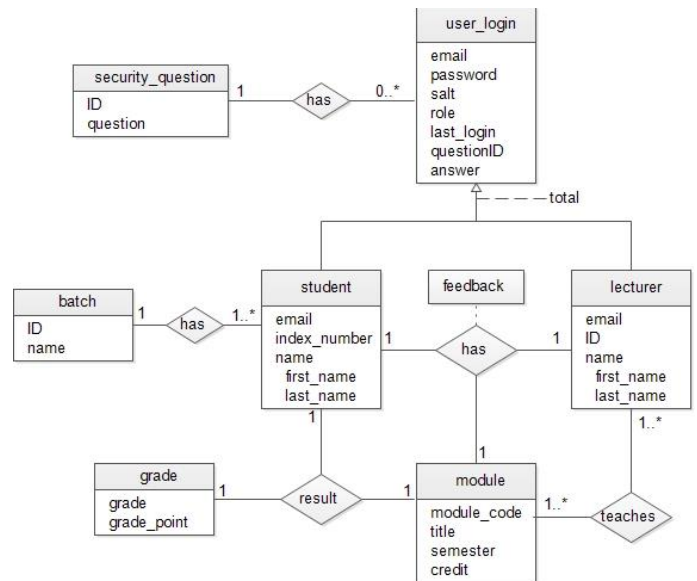 user_login
email
password
salt
role
last_login
questionID
answer
security_question
ID
question
1
has
0..*
total
batch
ID
name
1
has
1..*
student
email
index_number
name
first_name
last_name
feedback
1
has
1
lecturer
email
ID
name
first_name
last_name
1
1
1..*
grade
grade
grade_point
1
result
1
module
module_code
title
semester
credit
1..*
teaches